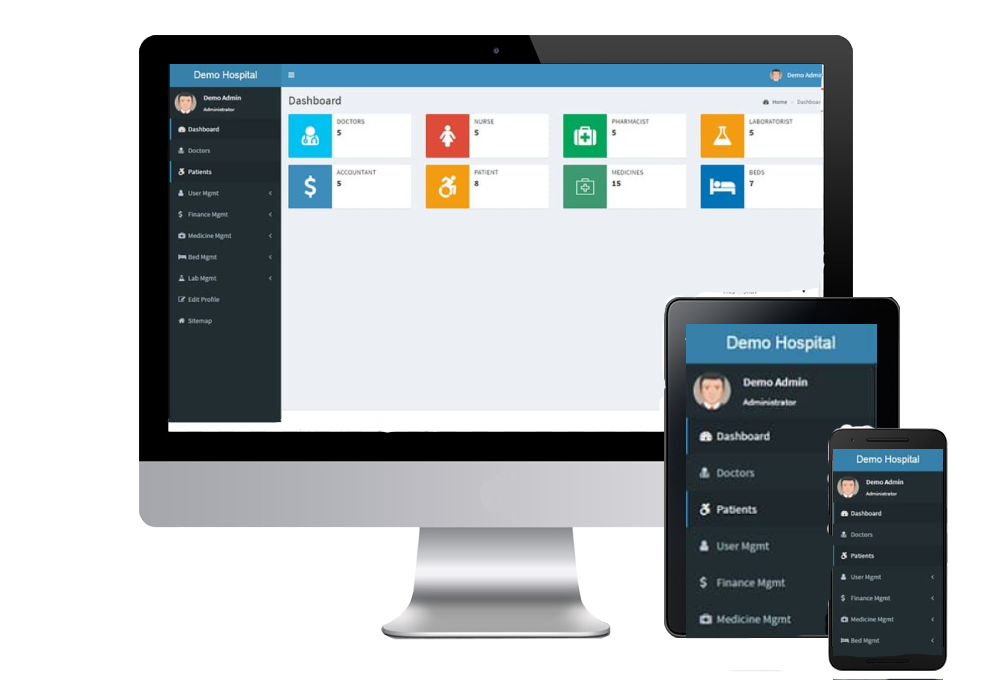 Demo Hospital
Demo Admin
Demo Admin
Administrator
Dashboard
Home
Dashboar
Dashboard
Doctors
Patients
User Mgmt
Finance Mgmt
Medicine Mgmt
Bed Mgmt
Lab Mgmt
Edit Profile
Sitemap
DOCTORS
5
NURSE
5
PHARMACIST
5
LABORATORIST
5
ACCOUNTANT
5
PATIENT
8
MEDICINES
15
BEDS
7
Demo Hospital
Demo Admin
Administrator
Dashboard
Doctors
Patients
User Mgmt
Finance Mgmt
Medicine Mgmt
Demo Hospital
Demo Admin
Administrator
Dashboard
Doctors
Patients
User Mgmt
Finance Mgmt
Medicine Mgmt
Bed Mgmt